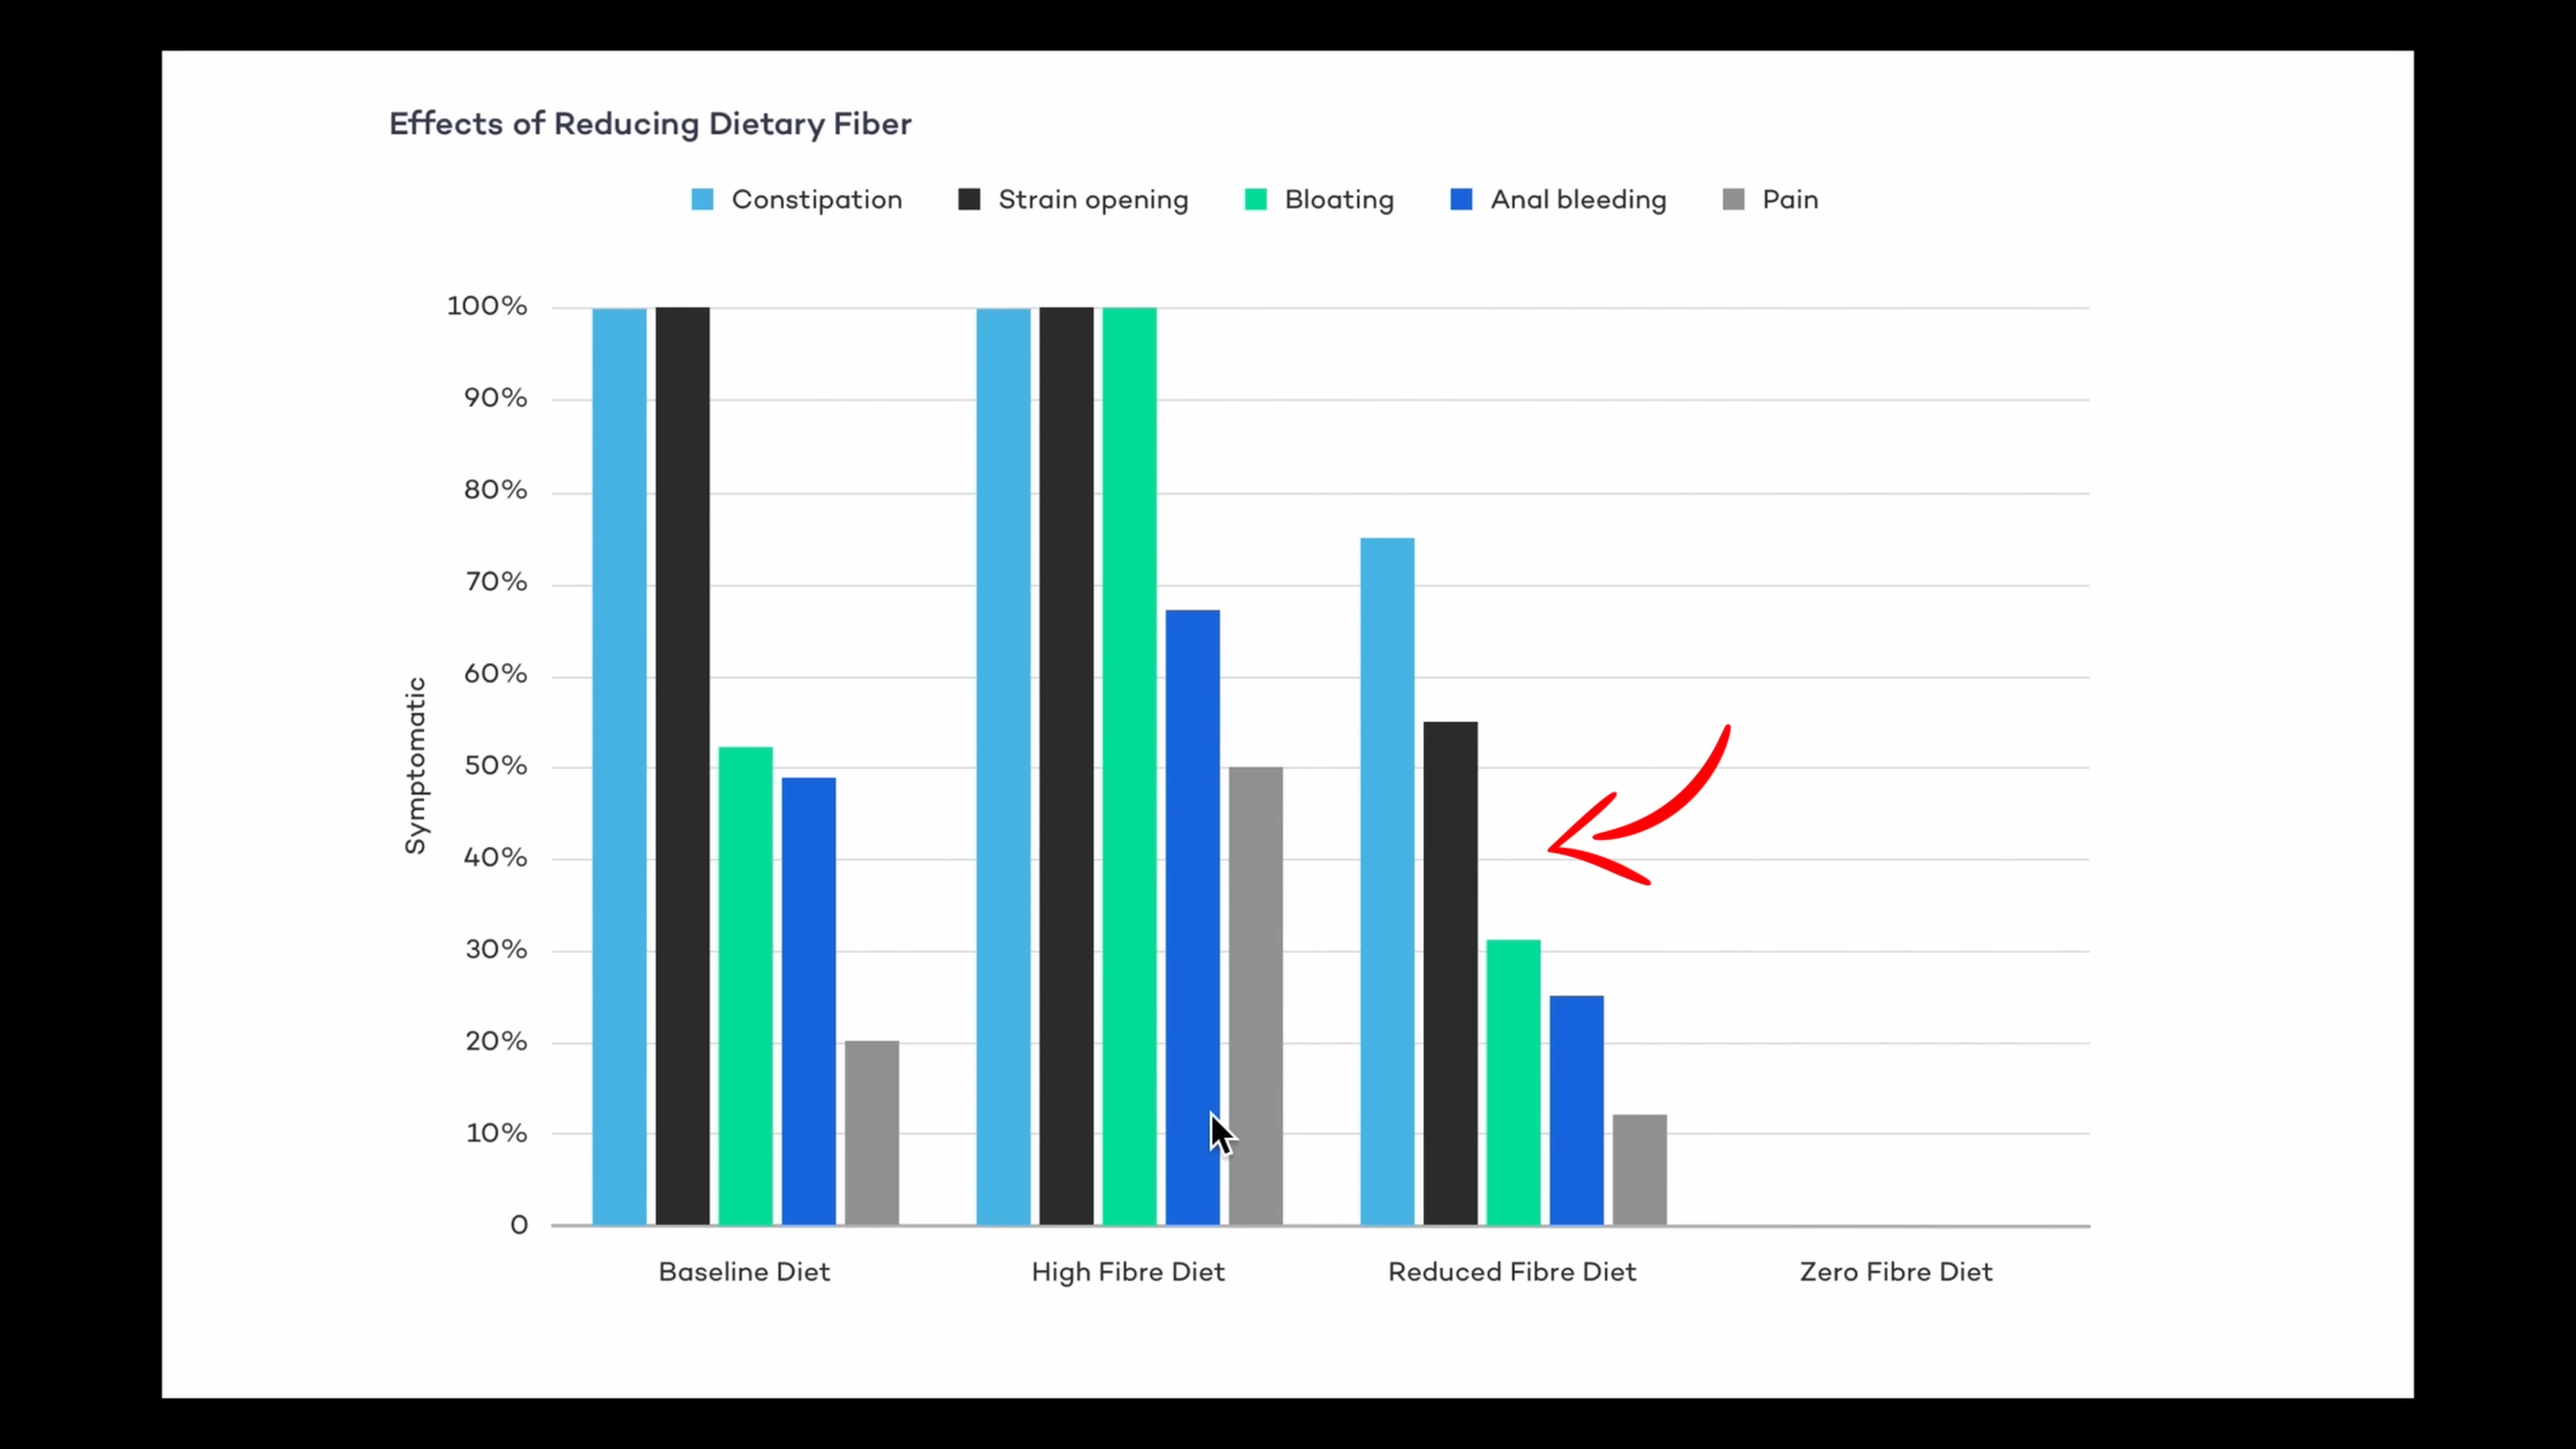 Effects of Reducing Dietary Fiber
Constipation Strain opening Bloating Anal bleeding Pain
100%
90%
80%
70%
60%
50%
40%
30%
20%
10%
0
Symptomatic
Baseline Diet High Fibre Diet Reduced Fibre Diet Zero Fibre Diet